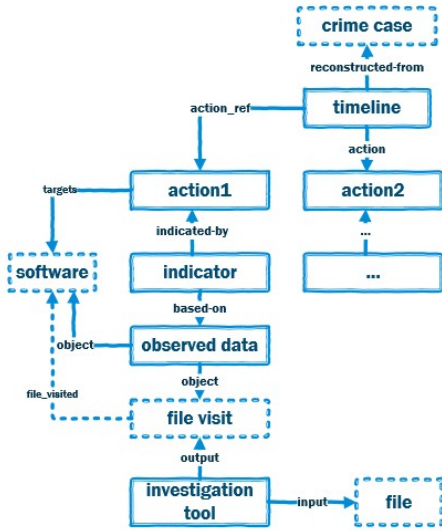 crime case
reconstructed-from
action_ref
timeline
action
targets
action1
action2
indicated-by
...
software
indicator
...
based-on
object
observed data
object
file_visited
file visit
output
investigation
tool
input
file